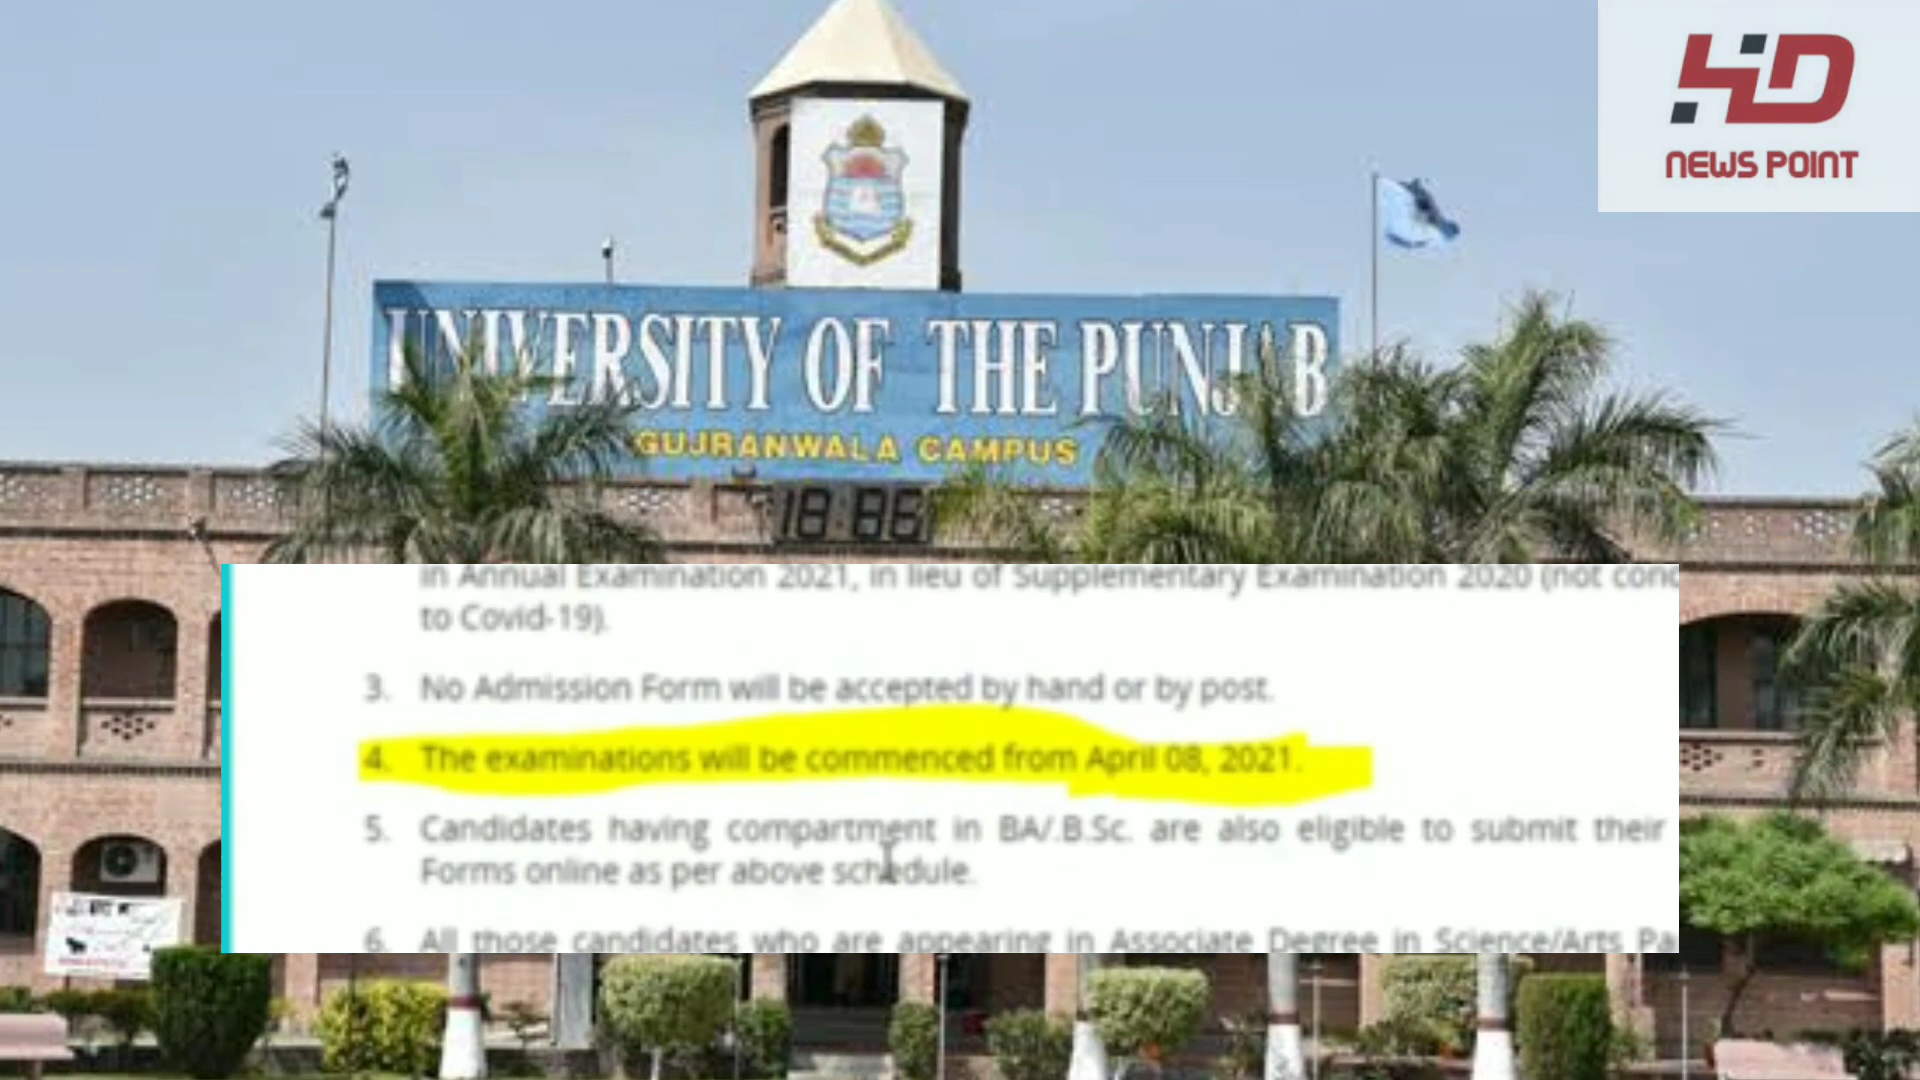 HD
NEWS POINT
UNIVERSITY OF THE PUNJAB
GUJRANWALA CAMPUS
18:86
in Annual Examination 2021, in lieu of Supplementary Examination 2020 (not
to Covid-19).
3. No Admission Form will be accepted by hand or by post.
4. The examinations will be commenced from April 08, 2021.
5. Candidates having compartment in BA/.B.Sc. are also eligible to submit their
Forms online as per above schedule.
6. All those candidates who are appearing in Associate Degree in Science/Arts